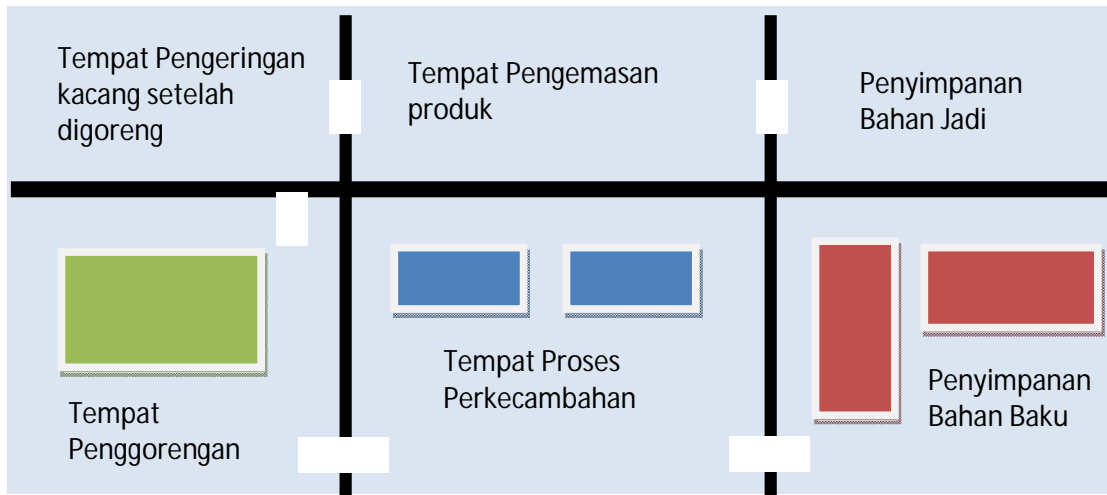 Tempat Pengeringan
kacang setelah
digoreng
Tempat Pengemasan
produk
Penyimpanan
Bahan Jadi
Tempat
Penggorengan
Tempat Proses
Perkecambahan
Penyimpanan
Bahan Baku